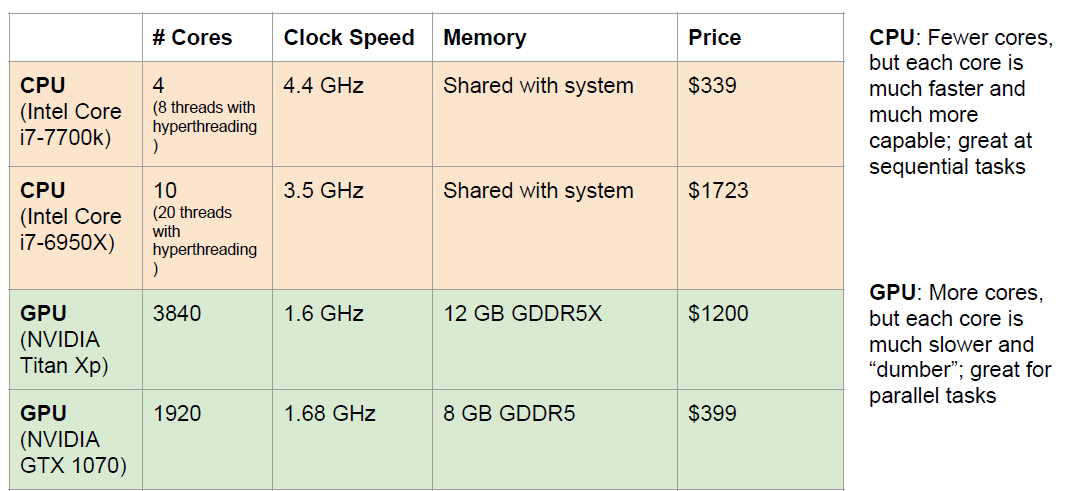 # Cores Clock Speed Memory Price
CPU
(Intel Core
i7-7700k)
4
(8 threads with
hyperthreading
)
4.4 GHz
Shared with system
$339
CPU
(Intel Core
i7-6950X)
10
(20 threads
with
hyperthreading
)
3.5 GHz
Shared with system
$1723
GPU
(NVIDIA
Titan Xp)
3840
1.6 GHz
12 GB GDDR5X
$1200
GPU
(NVIDIA
GTX 1070)
1920
1.68 GHz
8 GB GDDR5
$399
CPU: Fewer cores,
but each core is
much faster and
much more
capable; great at
sequential tasks
GPU: More cores,
but each core is
much slower and
“dumber”; great for
parallel tasks